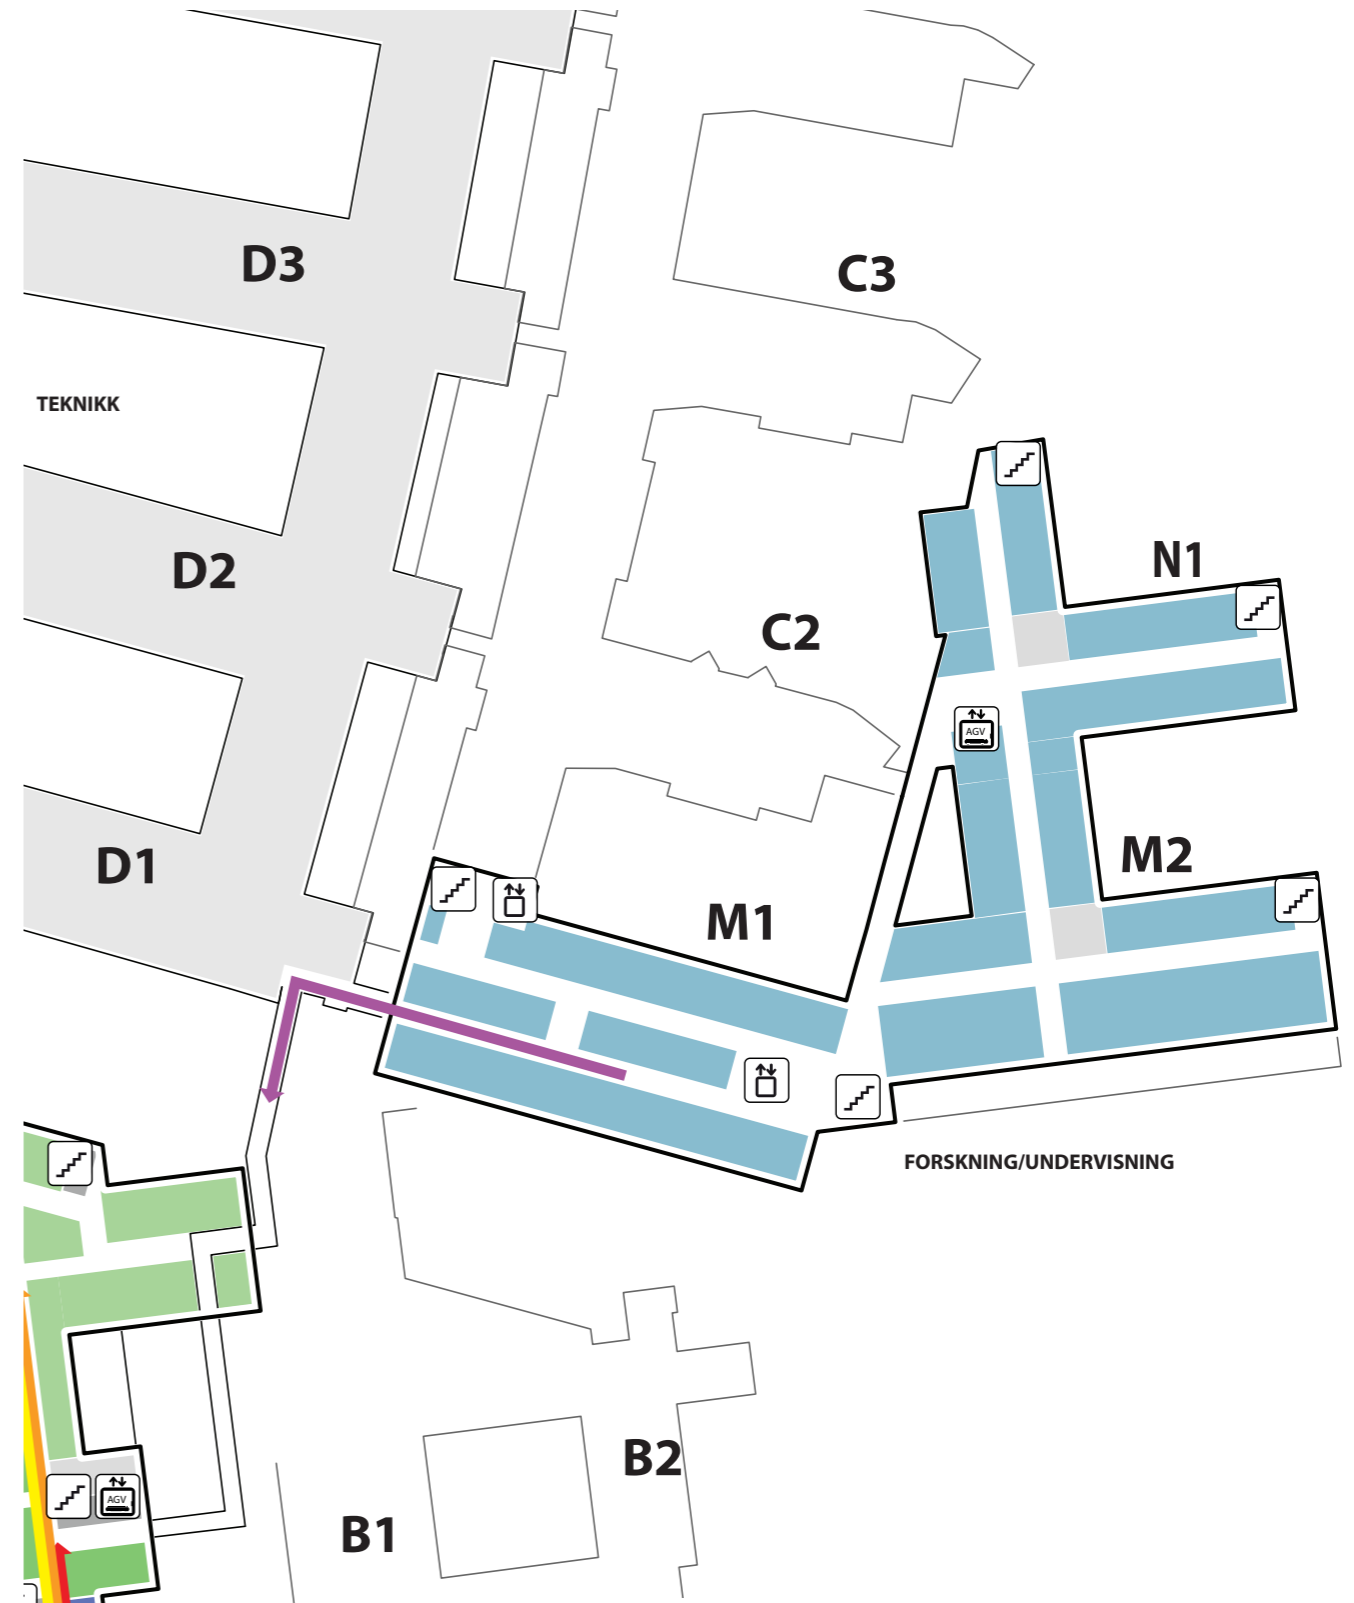 D3
C3
TEKNIKK
N1
D2
C2
AGV
M2
D1
M1
FORSKNING/UNDERVISNING
B2
AGV
B1